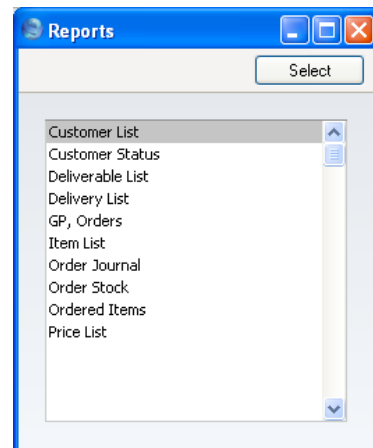 Reports
Select
Customer List
Customer Status
Deliverable List
Delivery List
GP, Orders
Item List
Order Journal
Order Stock
Ordered Items
Price List